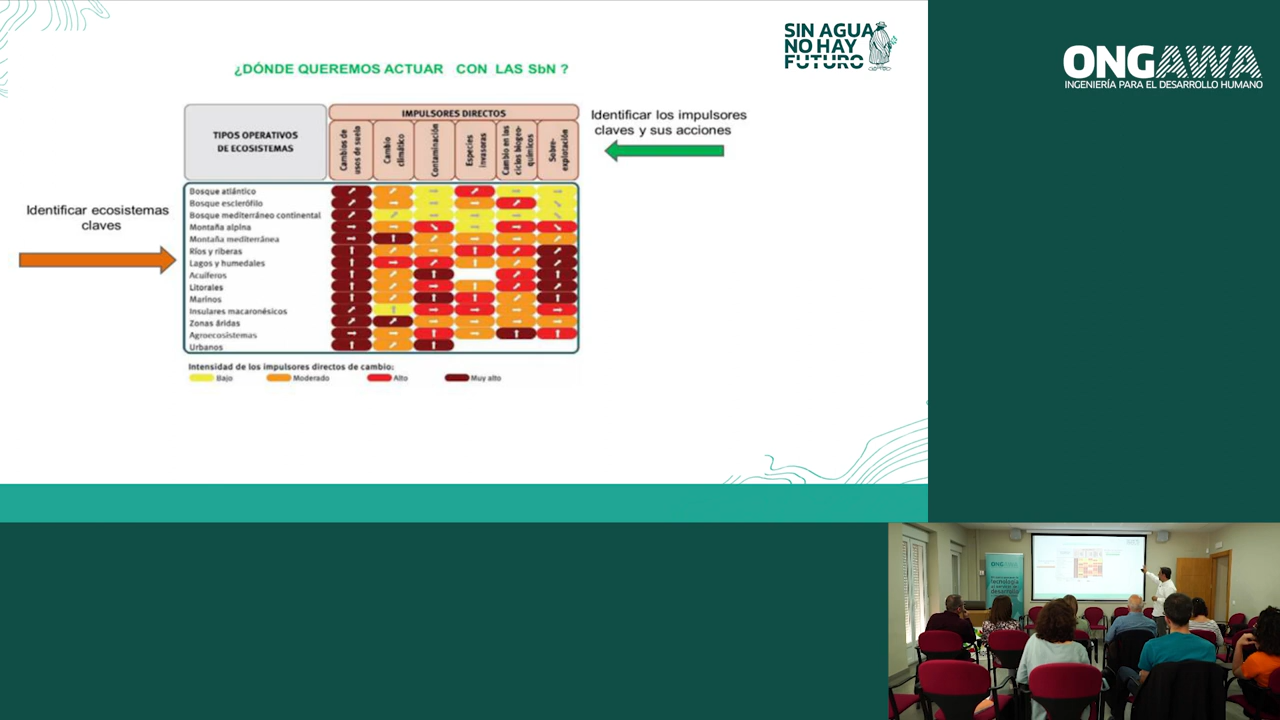 SIN AGUA
NO HAY
FUTURO
ONGAWA
INGENIERÍA PARA EL DESARROLLO HUMANO
¿DÓNDE QUEREMOS ACTUAR CON LAS SbN ?
Identificar los impulsores
claves y sus acciones
Identificar ecosistemas
claves
TIPOS OPERATIVOS
DE ECOSISTEMAS
IMPULSORES DIRECTOS
Cambios de
usos de suelo
Cambio
climático
Contaminación
Especies
invasoras
Cambio en los
ciclos biogeo-
químicos
Sobre-
explotación
Bosque atlántico
Bosque esclerófilo
Bosque mediterráneo continental
Montaña alpina
Montaña mediterránea
Ríos y riberas
Lagos y humedales
Acuíferos
Litorales
Marinos
Insulares macaronésicos
Zonas áridas
Agroecosistemas
Urbanos
Intensidad de los impulsores directos de cambio:
Bajo Moderado Alto Muy alto
ONGAWA